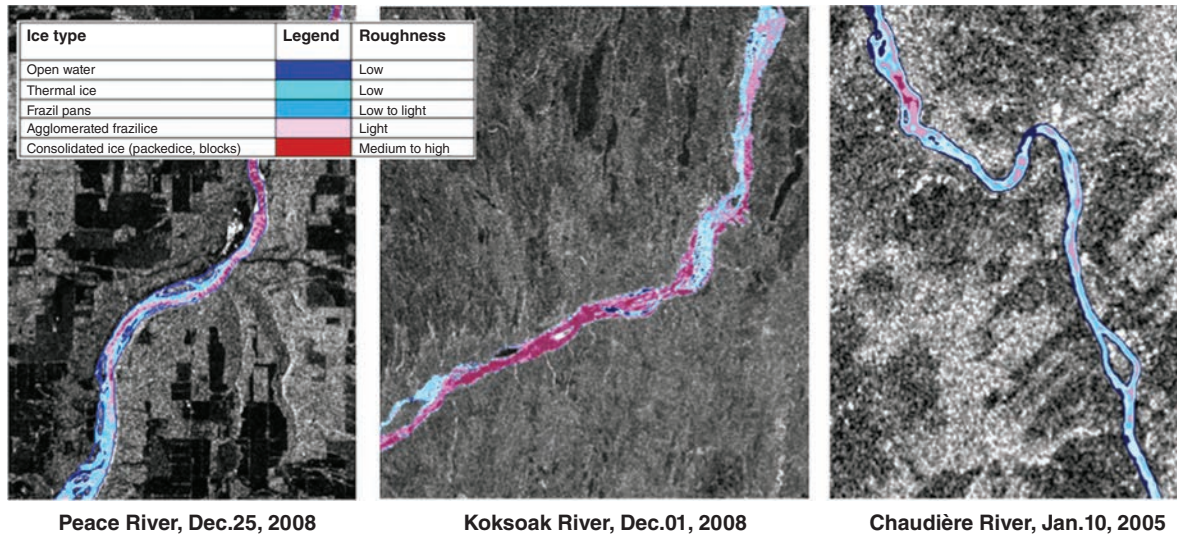 Ice type Legend Roughness
Open water Low
Thermal ice Low
Frazil pans Low to light
Agglomerated frazilice Light
Consolidated ice (packedice, blocks) Medium to high
Peace River, Dec.25, 2008 Koksoak River, Dec.01, 2008 Chaudière River, Jan.10, 2005